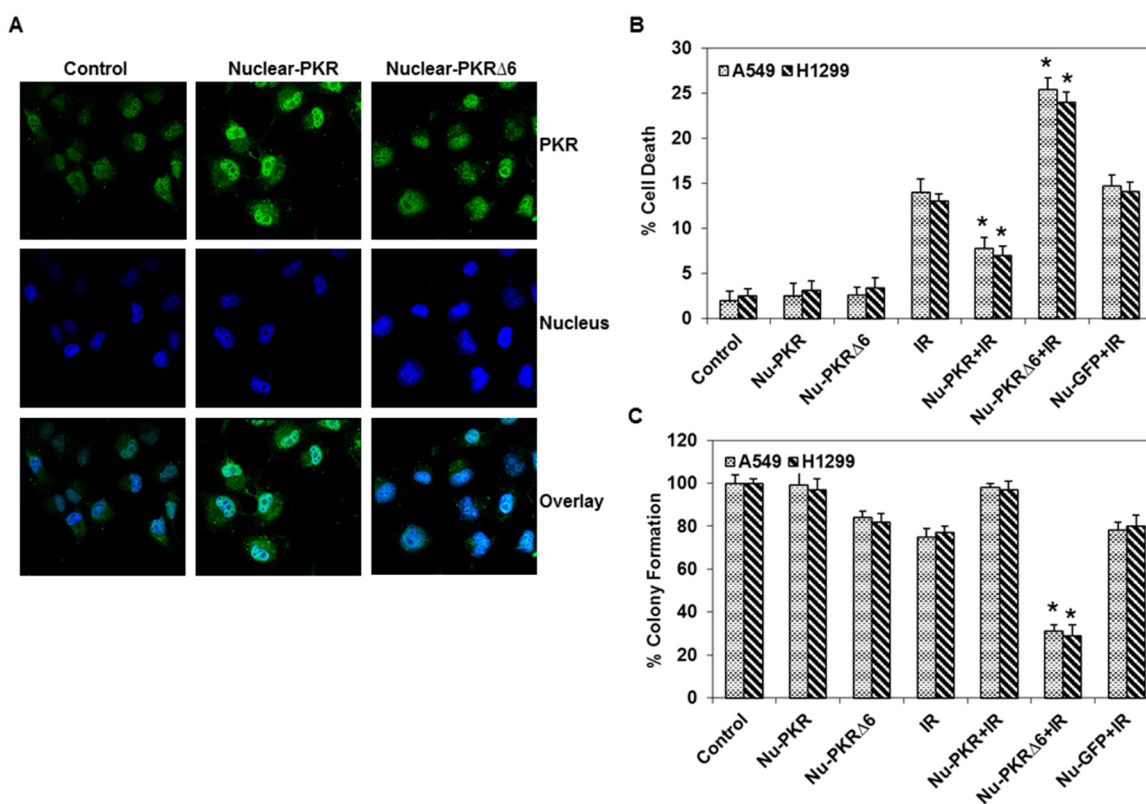 A
Control Nuclear-PKR Nuclear-PKRΔ6
PKR
Nucleus
Overlay
B
30
25
20
15
10
5
0
% Cell Death
A549 H1299
* *
* *
Control Nu-PKR Nu-PKRΔ6 IR Nu-PKR+IR Nu-PKRΔ6+IR Nu-GFP+IR
C
120
100
80
60
40
20
0
% Colony Formation
A549 H1299
* *
Control Nu-PKR Nu-PKRΔ6 IR Nu-PKR+IR Nu-PKRΔ6+IR Nu-GFP+IR